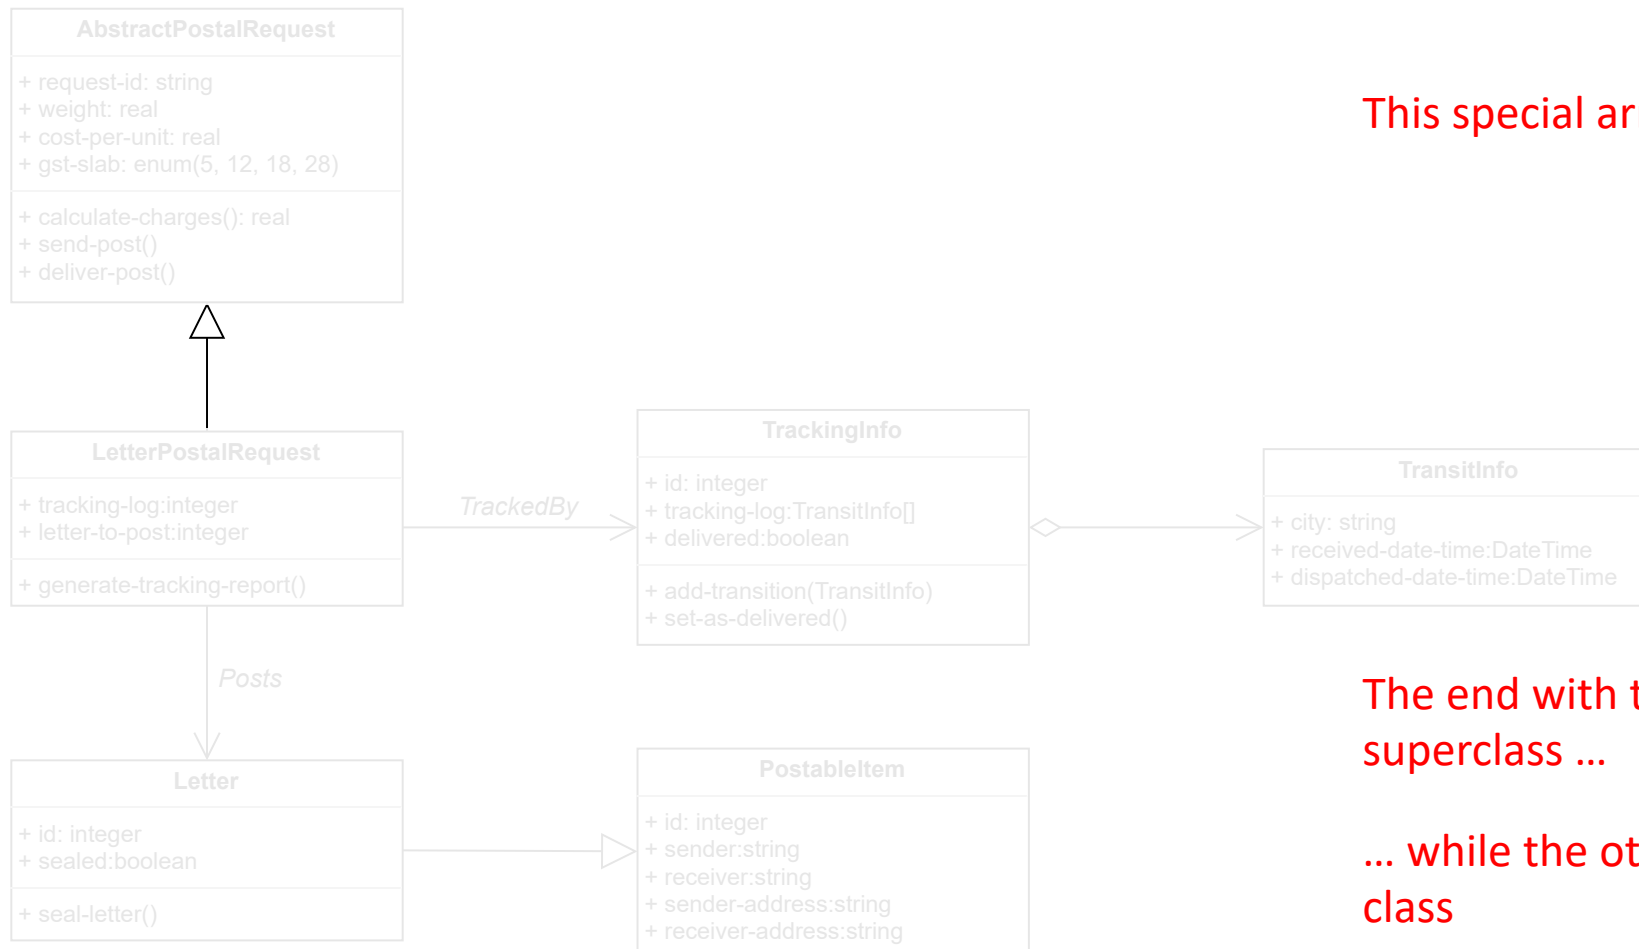 AbstractPostalRequest
+ request-id: string
+ weight: real
+ cost-per-unit: real
+ gst-slab: enum(5, 12, 18, 28)
+ calculate-charges(): real
+ send-post()
+ deliver-post()
This special ar
LetterPostalRequest
+ tracking-log:integer
+ letter-to-post:integer
+ generate-tracking-report()
TrackedBy
TrackingInfo
+ id: integer
+ tracking-log:TransitInfo[]
+ delivered:boolean
+ add-transition(TransitInfo)
+ set-as-delivered()
TransitInfo
+ city: string
+ received-date-time:DateTime
+ dispatched-date-time:DateTime
Posts
The end with t
superclass ...
... while the ot
class
Letter
+ id: integer
+ sealed:boolean
+ seal-letter()
PostableItem
+ id: integer
+ sender:string
+ receiver:string
+ sender-address:string
+ receiver-address:string